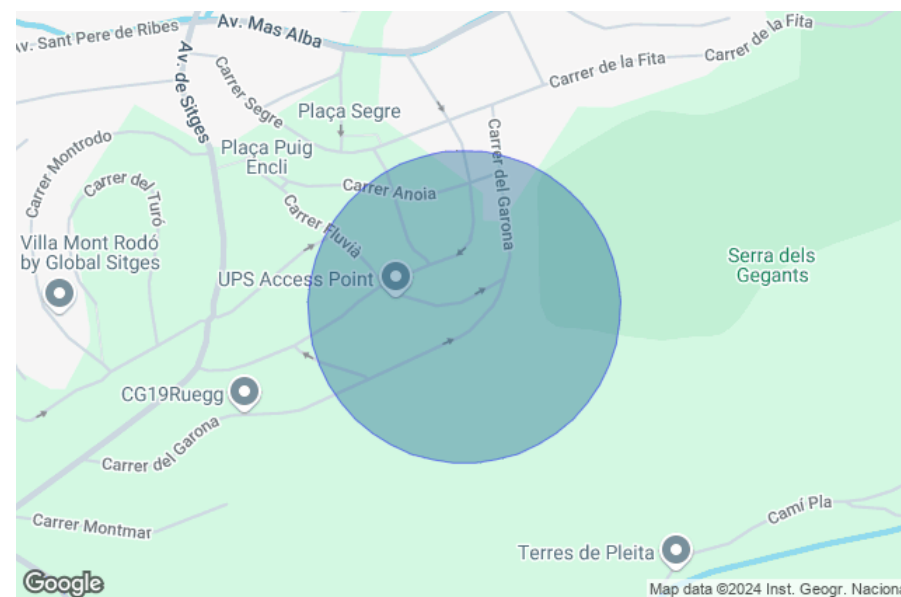 Av. Sant Pere de Ribes
Av. Mas Alba
Carrer de la Fita
Carrer de la Fita
Av. de Sitges
Carrer Segre
Plaça Segre
Plaça Puig
Encli
Carrer Montrodo
Carrer del Turó
Carrer Anoia
Carrer del Garona
Carrer Fluvià
Villa Mont Rodó
by Global Sitges
UPS Access Point
Serra dels
Gegants
CG19Ruegg
Carrer del Garona
Carrer Montmar
Camí Pla
Terres de Pleita
Google
Map data ©2024 Inst. Geogr. Naciona